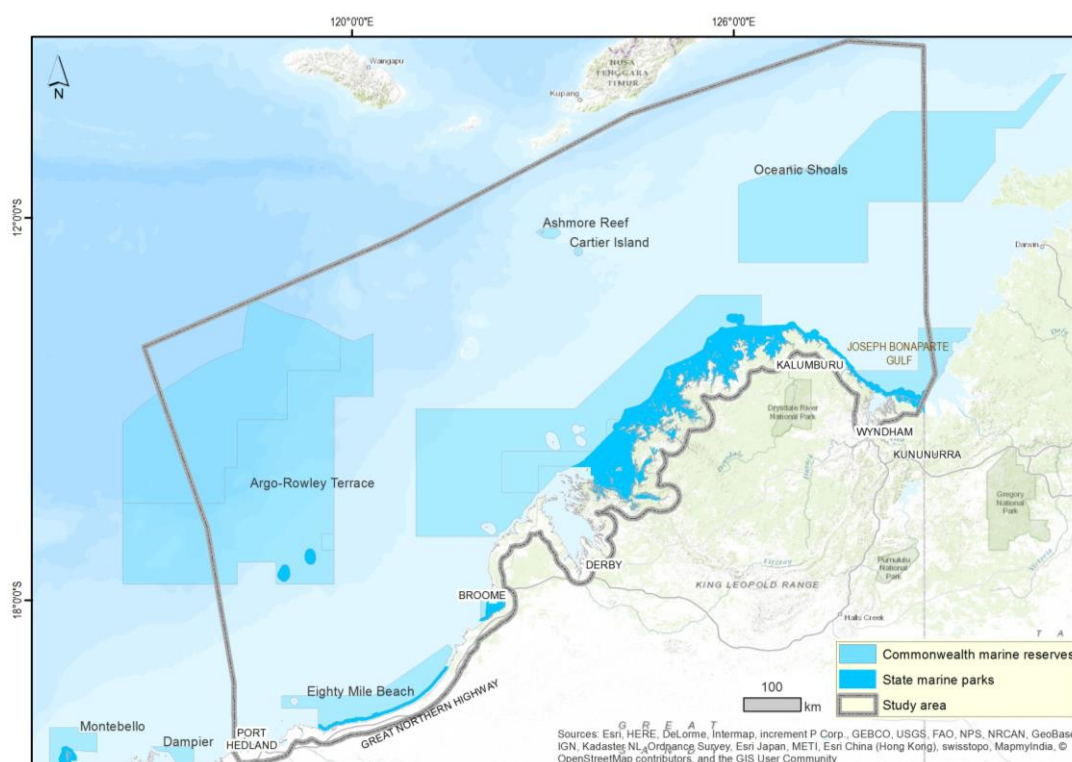 120°0'0"E
126°0'0"E
N
Waingapu
NUSA
TENGGARA
TIMUR
Kupang
Oceanic Shoals
12°0'0"S
Ashmore Reef
Cartier Island
Darwin
JOSEPH BONAPARTE
GULF
KALUMBURU
Drysdale River
National Park
WYNDHAM
KUNUNURRA
Argo-Rowley Terrace
Gregory
National
Park
Victoria
DERBY
Fitzroy
Purnululu
National
Park
KING LEOPOLD RANGE
18°0'0"S
BROOME
Halls Creek
T A
Commonwealth marine reserves
State marine parks
Study area
Eighty Mile Beach
GREAT NORTHERN HIGHWAY
100
km
Montebello
Dampier
PORT
HEDLAND
G R E A T
Sources: Esri, HERE, DeLorme, Intermap, increment P Corp., GEBCO, USGS, FAO, NPS, NRCAN, GeoBase,
IGN, Kadaster NL, Ordnance Survey, Esri Japan, METI, Esri China (Hong Kong), swisstopo, MapmyIndia, ©
OpenStreetMap contributors, and the GIS User Community